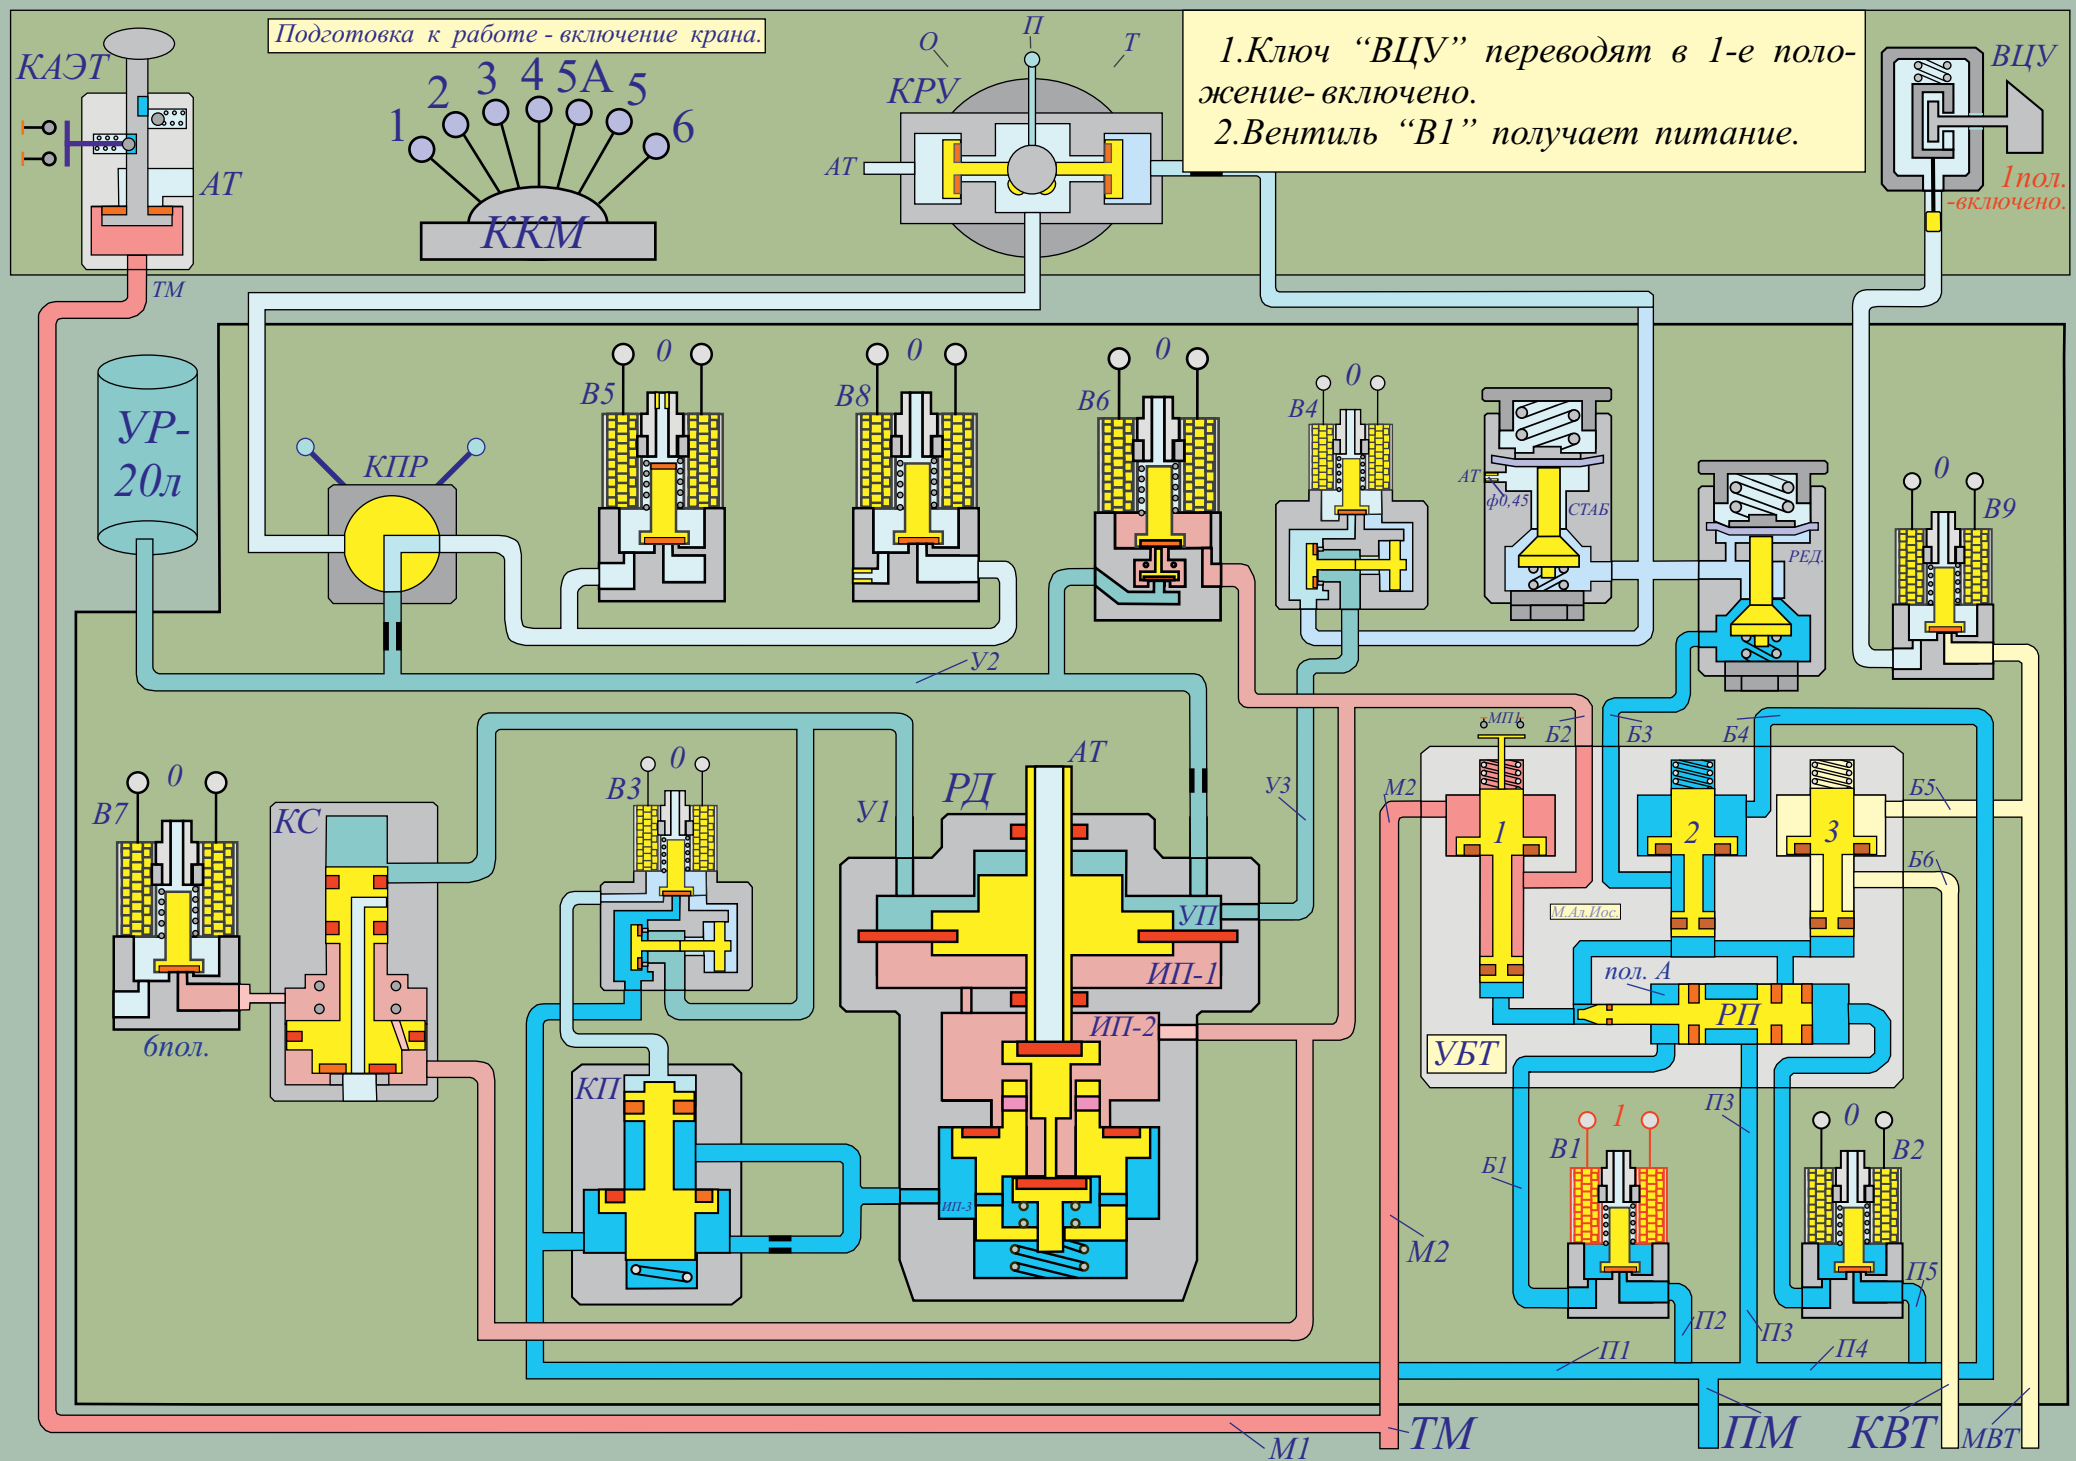 КАЭТ
Подготовка к работе - включение крана.
1
2
3
4
5А
5
6
ККМ
О
П
Т
КРУ
АТ
1.Ключ “ВЦУ” переводят в 1-е поло-
жение- включено.
2.Вентиль “В1” получает питание.
ВЦУ
1пол.
-включено.
АТ
ТМ
УР-
20л
КПР
В5
0
В8
0
В6
0
В4
0
АТ
ф0,45
СТАБ
РЕД.
0
В9
У2
В7
0
КС
6пол.
В3
0
У1
РД
АТ
УП
ИП-1
ИП-2
ИП-3
КП
У3
М2
МП1
Б2
Б3
Б4
Б5
Б6
1
2
3
М.Ал.Иос.
пол. А
РП
УБТ
П3
Б1
В1
1
0
В2
М2
П2
П3
П5
П1
П4
М1
ТМ
ПМ
КВТ
МВТ